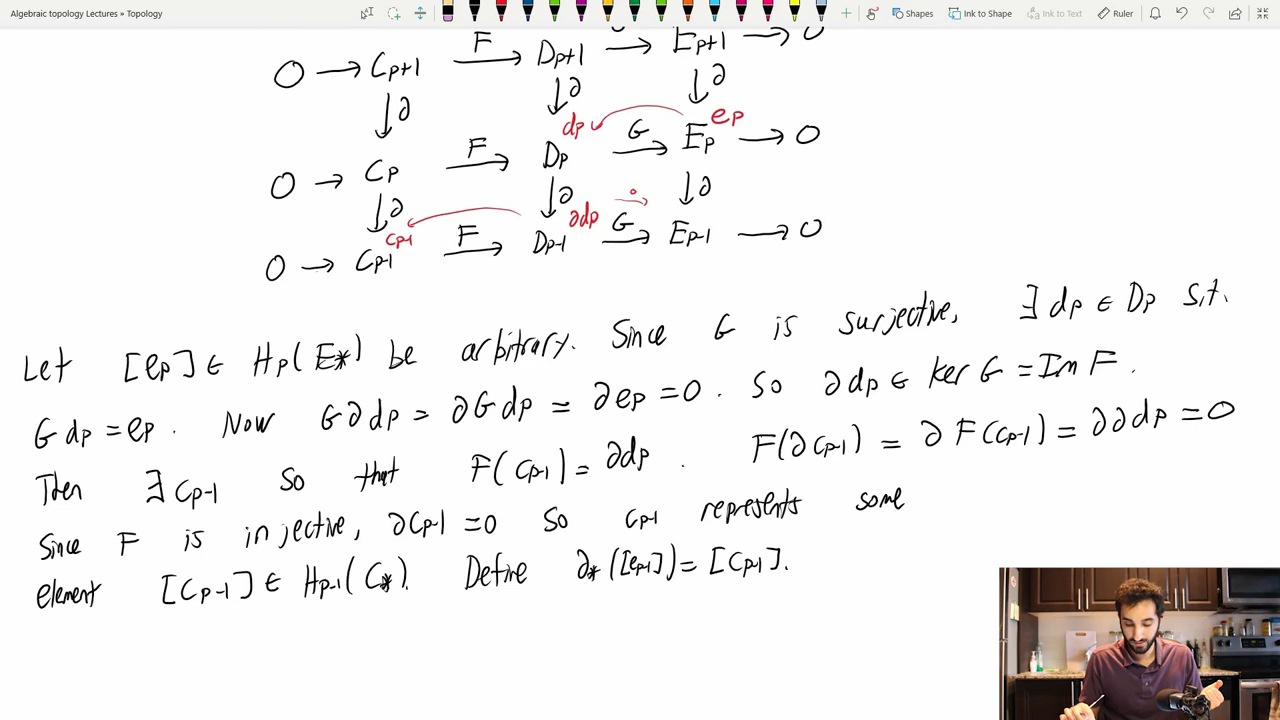 Algebraic topology Lectures » Topology
Shapes Ink to Shape Ink to Text Ruler
0 → Cp+1 F→ Dp+1 → Ep+1 → 0
↓∂ ↓∂ ↓∂
dp ep
0 → Cp F→ Dp G→ Ep → 0
↓∂ ↓∂ ↓∂
cp-1 ∂dp 0
0 → Cp-1 F→ Dp-1 G→ Ep-1 → 0
Let [ep] ∈ Hp(E*) be arbitrary. Since G is surjective, ∃ dp ∈ Dp s.t.
G dp = ep. Now G∂dp = ∂Gdp = ∂ep = 0. So ∂dp ∈ ker G = Im F.
Then ∃ cp-1 so that F(cp-1) = ∂dp. F(∂cp-1) = ∂F(cp-1) = ∂∂dp = 0
Since F is injective, ∂cp-1 = 0 so cp-1 represents some
element [cp-1] ∈ Hp-1(C*). Define ∂*([ep-1]) = [cp-1].